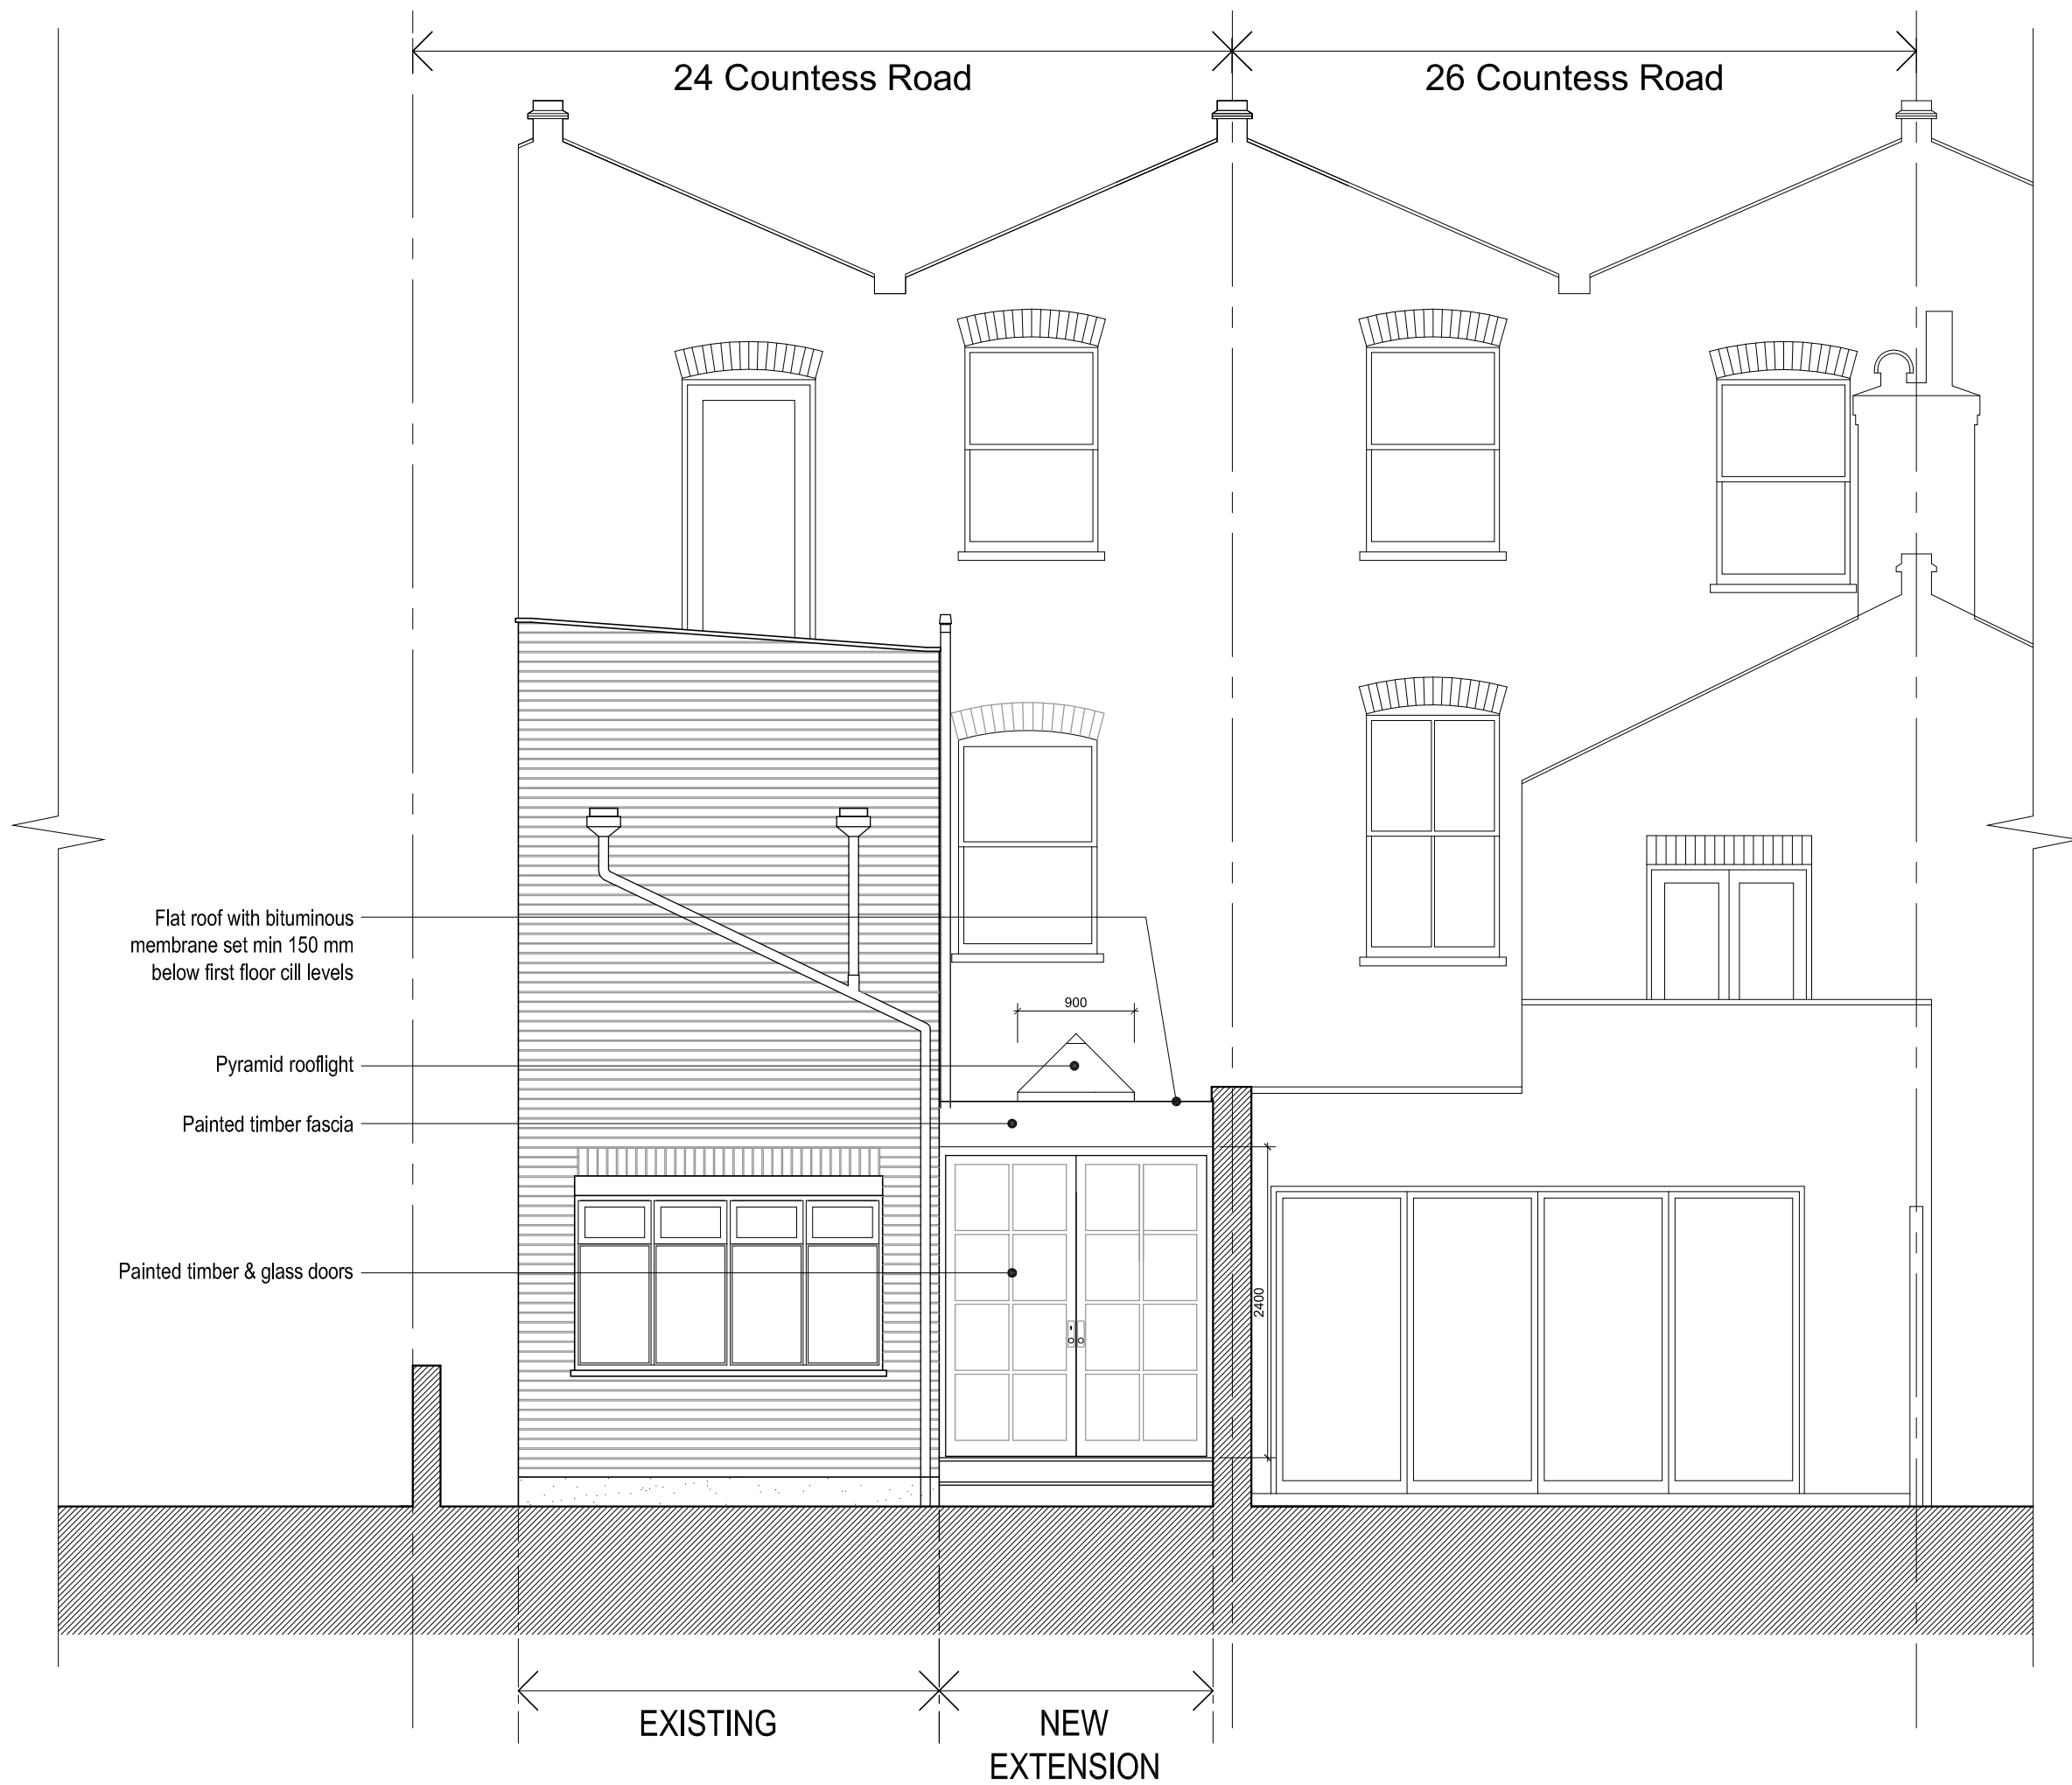 24 Countess Road
26 Countess Road
Flat roof with bituminous
membrane set min 150 mm
below first floor cill levels
900
Pyramid rooflight
Painted timber fascia
Painted timber & glass doors
2400
EXISTING
NEW
EXTENSION